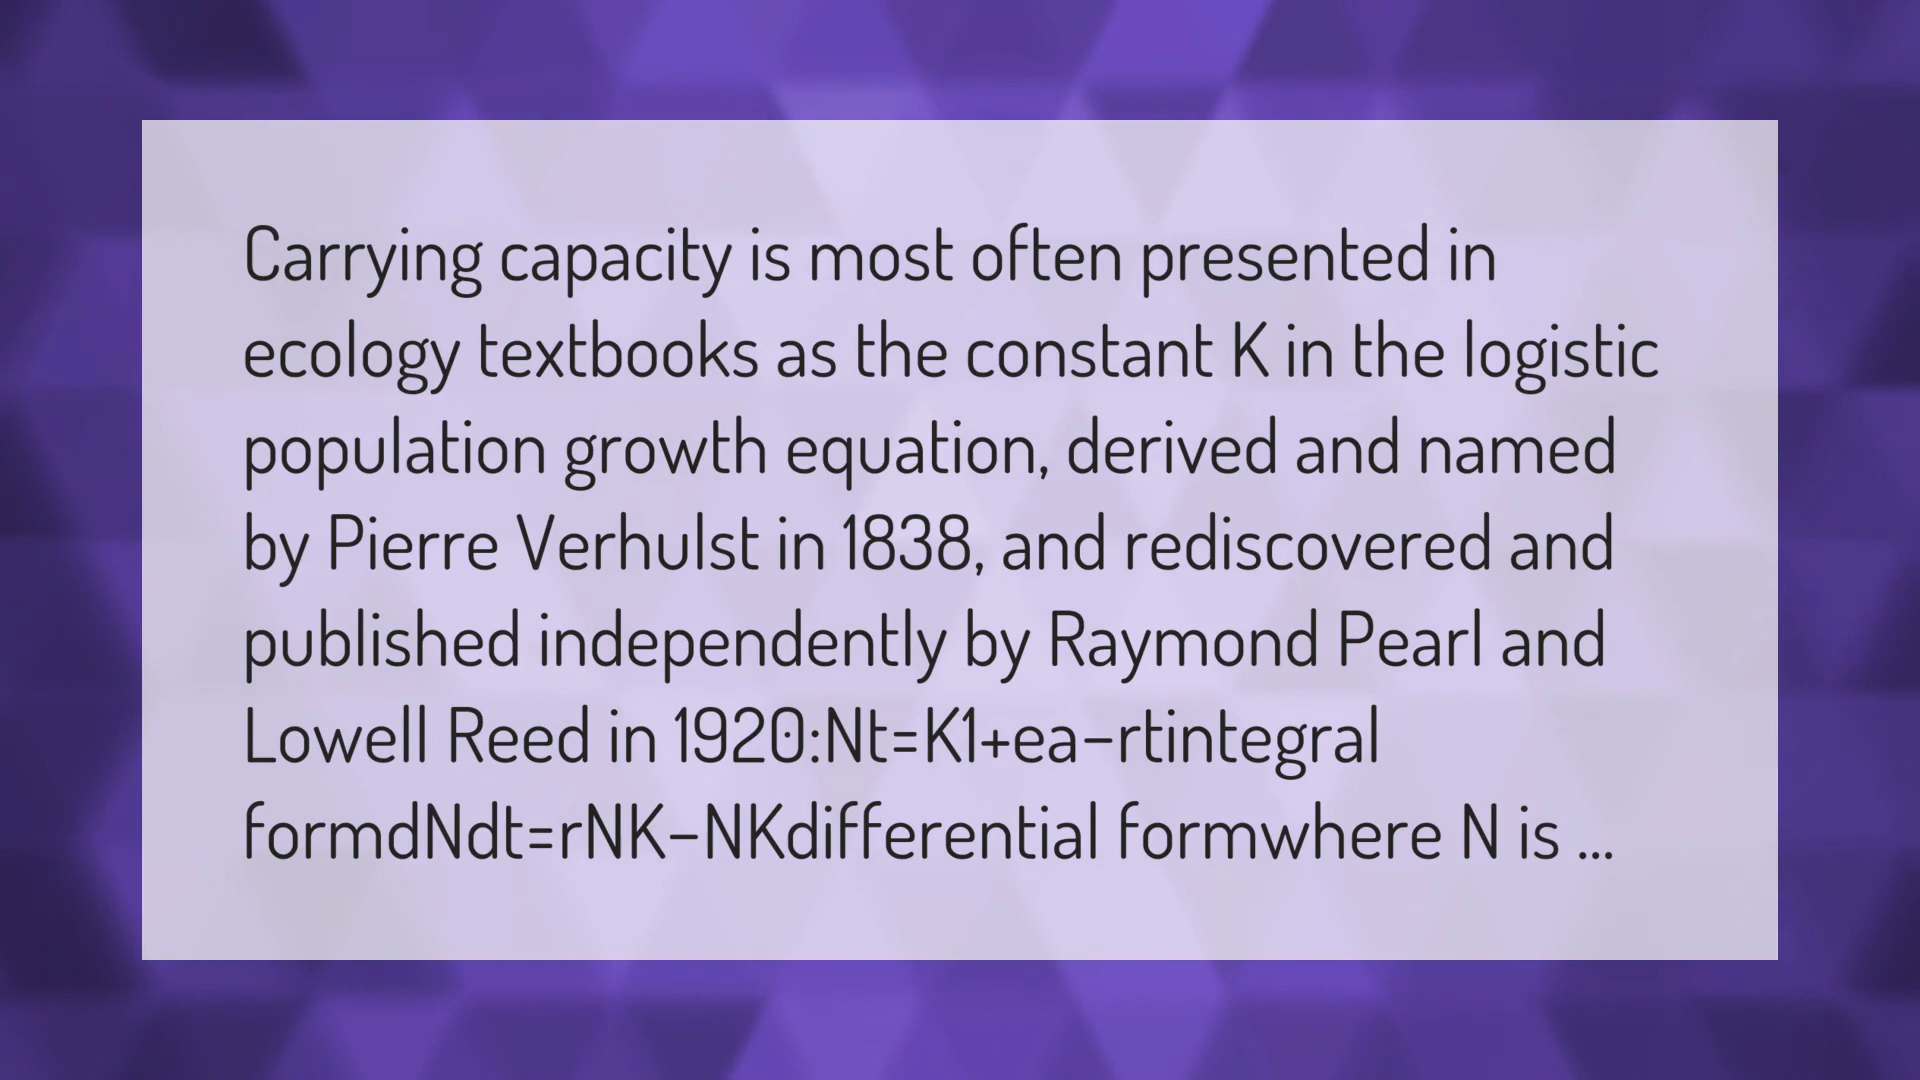 Carrying capacity is most often presented in
ecology textbooks as the constant K in the logistic
population growth equation, derived and named
by Pierre Verhulst in 1838, and rediscovered and
published independently by Raymond Pearl and
Lowell Reed in 1920:Nt=K1+ea−rtintegral
formdNdt=rNK−NKdifferential formwhere N is ...